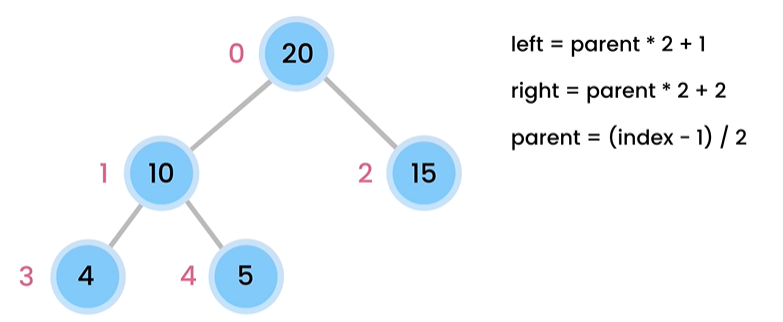 0 20
left = parent * 2 + 1
right = parent * 2 + 2
parent = (index - 1) / 2
1 10 2 15
3 4 4 5